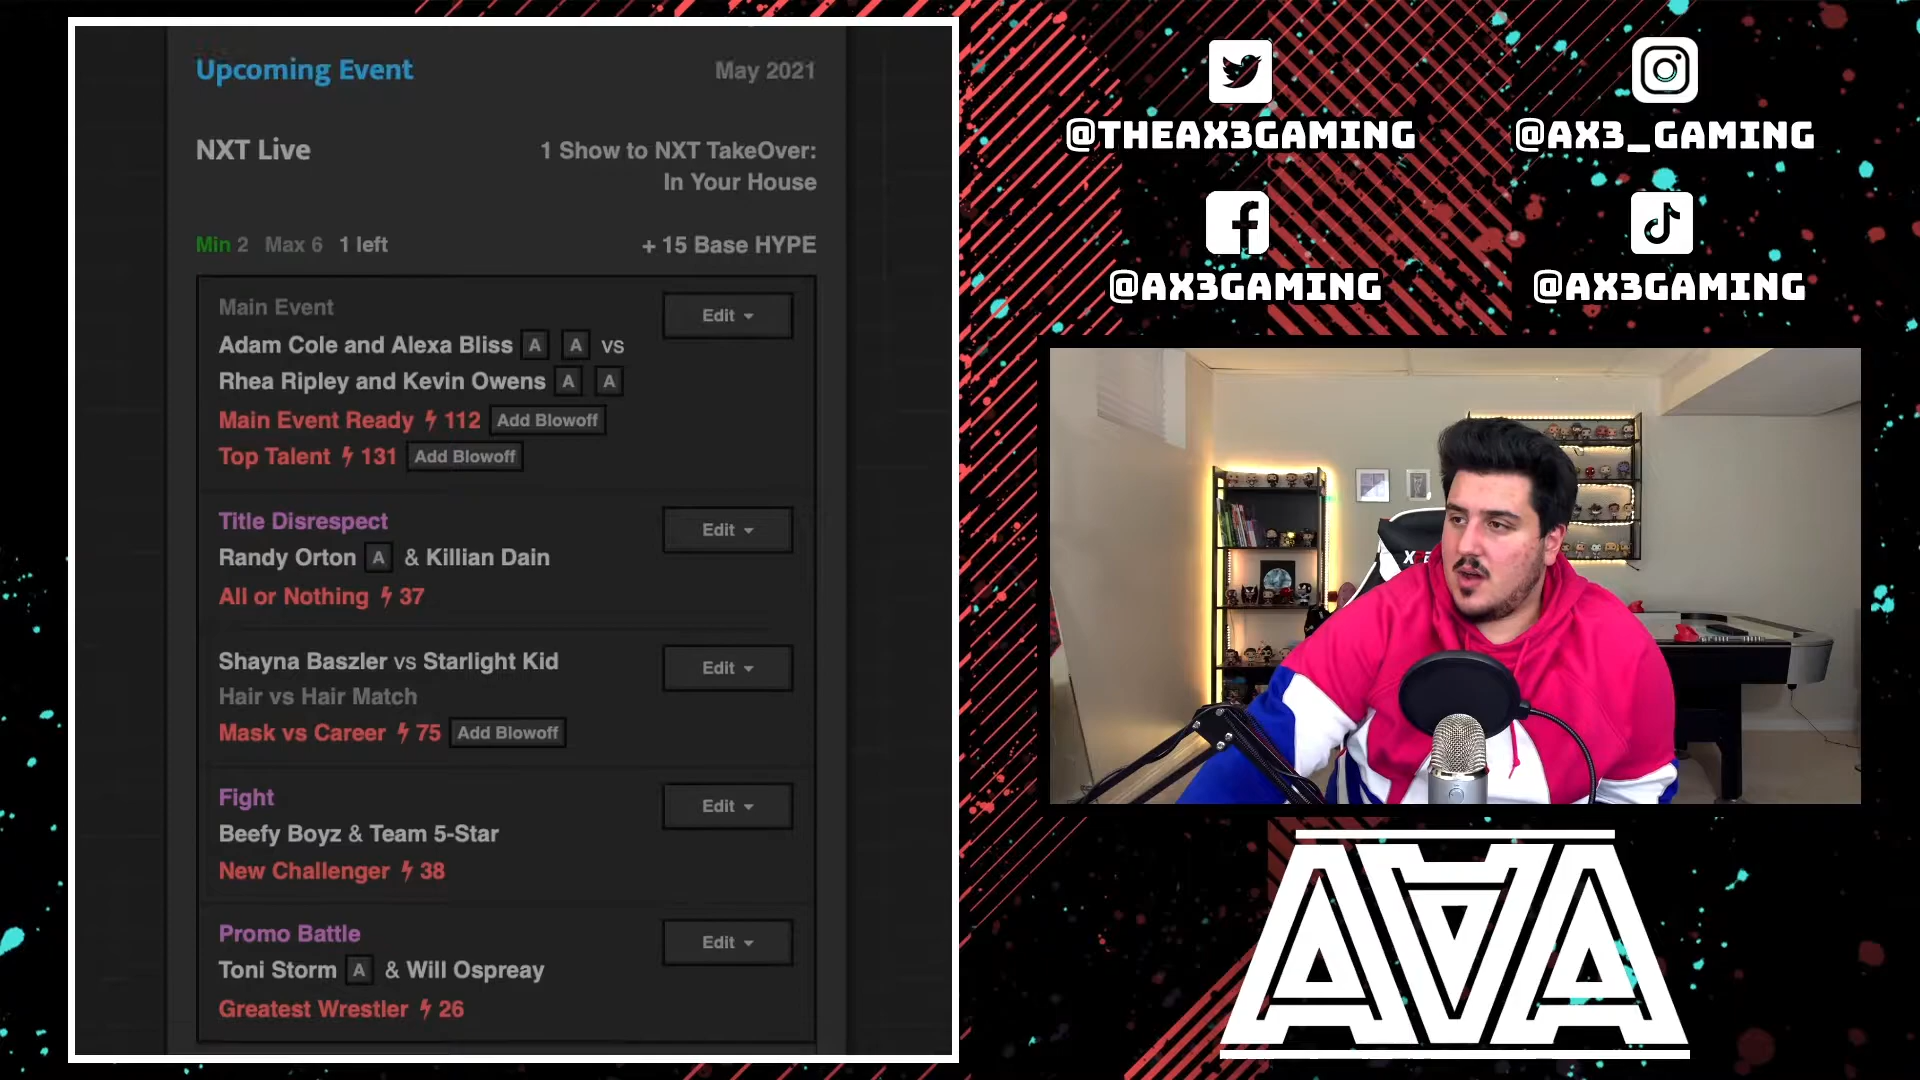 Upcoming Event
May 2021
NXT Live
1 Show to NXT TakeOver:
In Your House
Min 2 Max 6 1 left
+ 15 Base HYPE
Main Event
Edit
Adam Cole and Alexa Bliss A A vs
Rhea Ripley and Kevin Owens A A
Main Event Ready 112 Add Blowoff
Top Talent 131 Add Blowoff
Title Disrespect
Edit
Randy Orton A & Killian Dain
All or Nothing 37
Shayna Baszler vs Starlight Kid
Edit
Hair vs Hair Match
Mask vs Career 75 Add Blowoff
Fight
Edit
Beefy Boyz & Team 5-Star
New Challenger 38
Promo Battle
Edit
Toni Storm A & Will Ospreay
Greatest Wrestler 26
@THEAX3GAMING
@AX3_GAMING
@AX3GAMING
@AX3GAMING